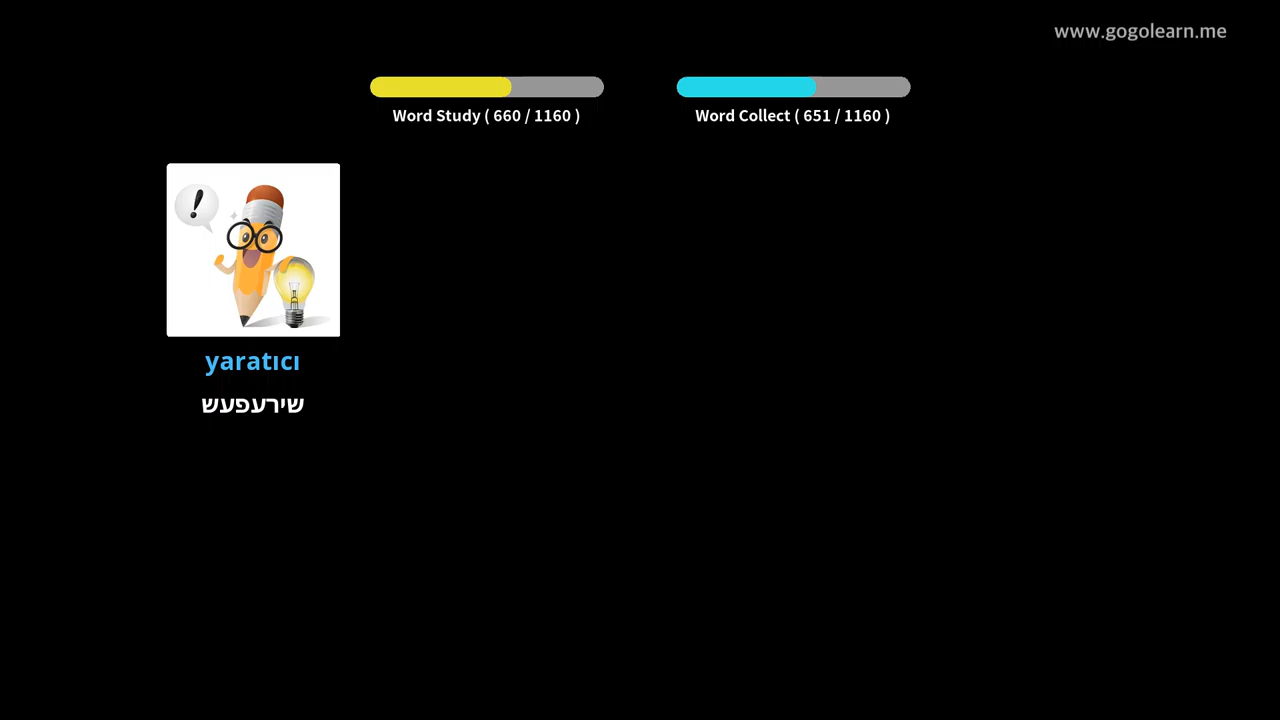 www.gogolearn.me
Word Study ( 660 / 1160 )
Word Collect ( 651 / 1160 )
!
yaratıcı
שירעפעש